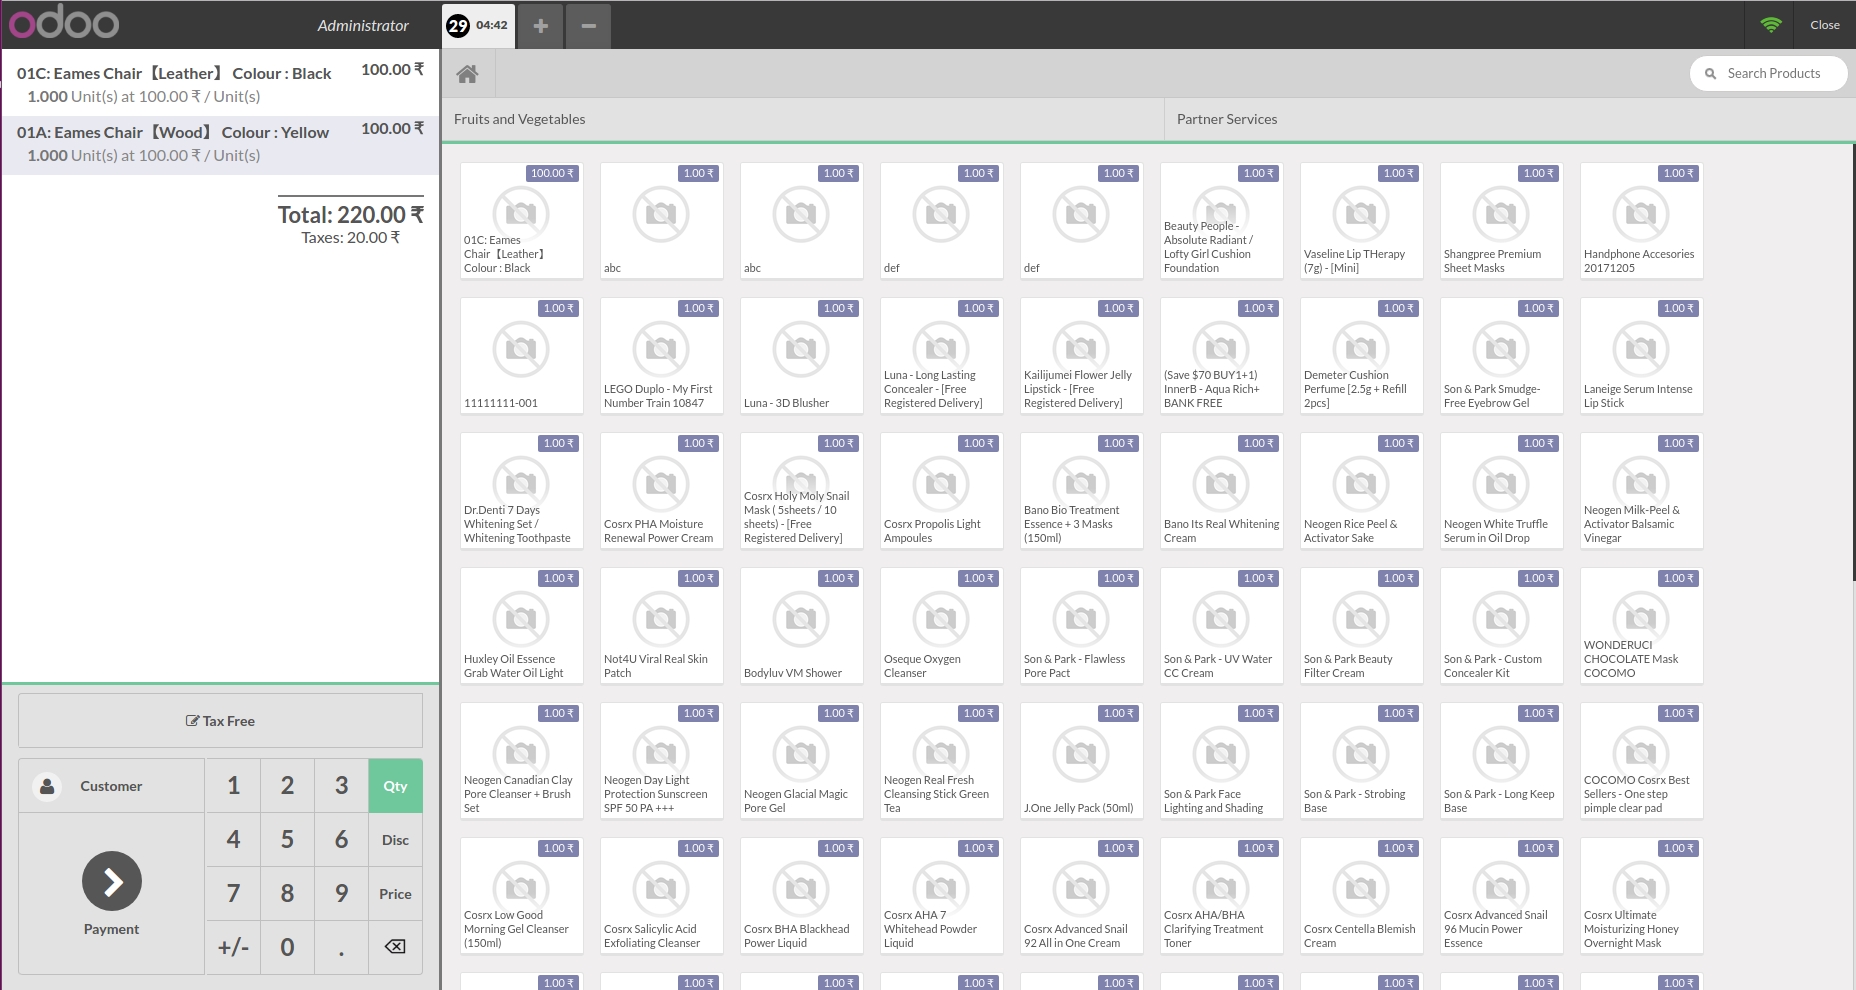 odoo
Administrator
29 04:42
+
−
Close
01C: Eames Chair【Leather】 Colour : Black 100.00 ₹
1.000 Unit(s) at 100.00 ₹ / Unit(s)
01A: Eames Chair【Wood】 Colour : Yellow 100.00 ₹
1.000 Unit(s) at 100.00 ₹ / Unit(s)
Total: 220.00 ₹
Taxes: 20.00 ₹
Tax Free
Customer
Payment
1 2 3 Qty
4 5 6 Disc
7 8 9 Price
+/- 0 .
Search Products
Fruits and Vegetables
Partner Services
100.00 ₹
01C: Eames
Chair【Leather】
Colour : Black
1.00 ₹
abc
1.00 ₹
abc
1.00 ₹
def
1.00 ₹
def
1.00 ₹
Beauty People -
Absolute Radiant /
Lofty Girl Cushion
Foundation
1.00 ₹
Vaseline Lip THerapy
(7g) - [Mini]
1.00 ₹
Shangpree Premium
Sheet Masks
1.00 ₹
Handphone Accesories
20171205
1.00 ₹
11111111-001
1.00 ₹
LEGO Duplo - My First
Number Train 10847
1.00 ₹
Luna - 3D Blusher
1.00 ₹
Luna - Long Lasting
Concealer - [Free
Registered Delivery]
1.00 ₹
Kailijumei Flower Jelly
Lipstick - [Free
Registered Delivery]
1.00 ₹
(Save $70 BUY1+1)
InnerB - Aqua Rich+
BANK FREE
1.00 ₹
Demeter Cushion
Perfume [2.5g + Refill
2pcs]
1.00 ₹
Son & Park Smudge-
Free Eyebrow Gel
1.00 ₹
Laneige Serum Intense
Lip Stick
1.00 ₹
Dr.Denti 7 Days
Whitening Set /
Whitening Toothpaste
1.00 ₹
Cosrx PHA Moisture
Renewal Power Cream
1.00 ₹
Cosrx Holy Moly Snail
Mask ( 5sheets / 10
sheets) - [Free
Registered Delivery]
1.00 ₹
Cosrx Propolis Light
Ampoules
1.00 ₹
Bano Bio Treatment
Essence + 3 Masks
(150ml)
1.00 ₹
Bano Its Real Whitening
Cream
1.00 ₹
Neogen Rice Peel &
Activator Sake
1.00 ₹
Neogen White Truffle
Serum in Oil Drop
1.00 ₹
Neogen Milk-Peel &
Activator Balsamic
Vinegar
1.00 ₹
Huxley Oil Essence
Grab Water Oil Light
1.00 ₹
Not4U Viral Real Skin
Patch
1.00 ₹
Bodyluv VM Shower
1.00 ₹
Oseque Oxygen
Cleanser
1.00 ₹
Son & Park - Flawless
Pore Pact
1.00 ₹
Son & Park - UV Water
CC Cream
1.00 ₹
Son & Park Beauty
Filter Cream
1.00 ₹
Son & Park - Custom
Concealer Kit
1.00 ₹
WONDERUCI
CHOCOLATE Mask
COCOMO
1.00 ₹
Neogen Canadian Clay
Pore Cleanser + Brush
Set
1.00 ₹
Neogen Day Light
Protection Sunscreen
SPF 50 PA +++
1.00 ₹
Neogen Glacial Magic
Pore Gel
1.00 ₹
Neogen Real Fresh
Cleansing Stick Green
Tea
1.00 ₹
J.One Jelly Pack (50ml)
1.00 ₹
Son & Park Face
Lighting and Shading
1.00 ₹
Son & Park - Strobing
Base
1.00 ₹
Son & Park - Long Keep
Base
1.00 ₹
COCOMO Cosrx Best
Sellers - One step
pimple clear pad
1.00 ₹
Cosrx Low Good
Morning Gel Cleanser
(150ml)
1.00 ₹
Cosrx Salicylic Acid
Exfoliating Cleanser
1.00 ₹
Cosrx BHA Blackhead
Power Liquid
1.00 ₹
Cosrx AHA 7
Whitehead Powder
Liquid
1.00 ₹
Cosrx Advanced Snail
92 All in One Cream
1.00 ₹
Cosrx AHA/BHA
Clarifying Treatment
Toner
1.00 ₹
Cosrx Centella Blemish
Cream
1.00 ₹
Cosrx Advanced Snail
96 Mucin Power
Essence
1.00 ₹
Cosrx Ultimate
Moisturizing Honey
Overnight Mask
1.00 ₹
1.00 ₹
1.00 ₹
1.00 ₹
1.00 ₹
1.00 ₹
1.00 ₹
1.00 ₹
1.00 ₹